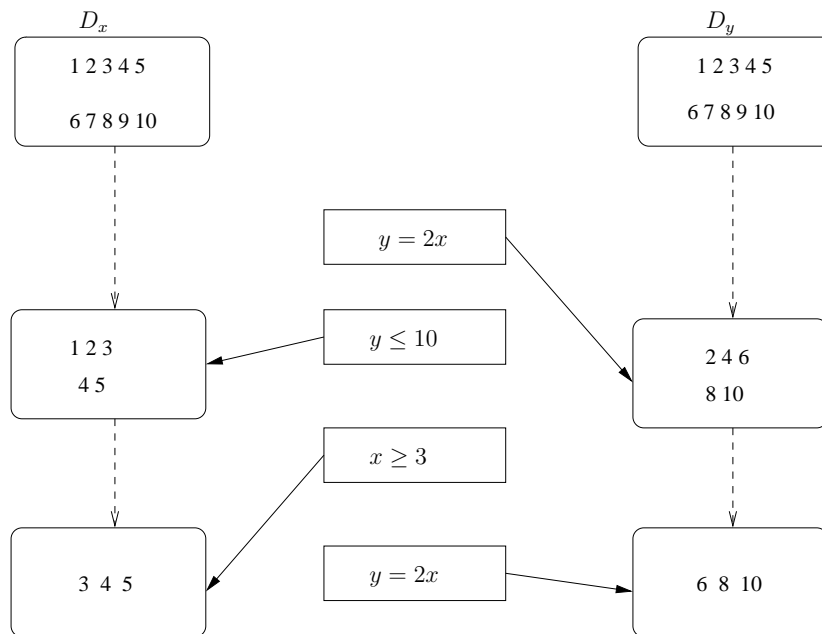 D_x D_y
1 2 3 4 5 1 2 3 4 5
6 7 8 9 10 6 7 8 9 10
y = 2x
y ≤ 10
1 2 3 2 4 6
4 5 8 10
x ≥ 3
y = 2x
3 4 5 6 8 10